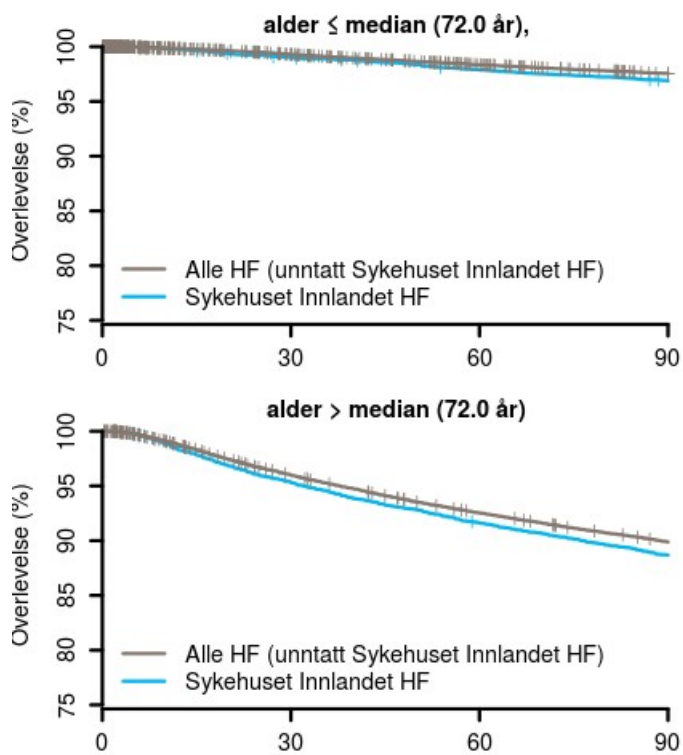 alder ≤ median (72.0 år),
Overlevelse (%)
100
95
90
85
80
75
Alle HF (unntatt Sykehuset Innlandet HF)
Sykehuset Innlandet HF
0 30 60 90
alder > median (72.0 år)
Overlevelse (%)
100
95
90
85
80
75
Alle HF (unntatt Sykehuset Innlandet HF)
Sykehuset Innlandet HF
0 30 60 90